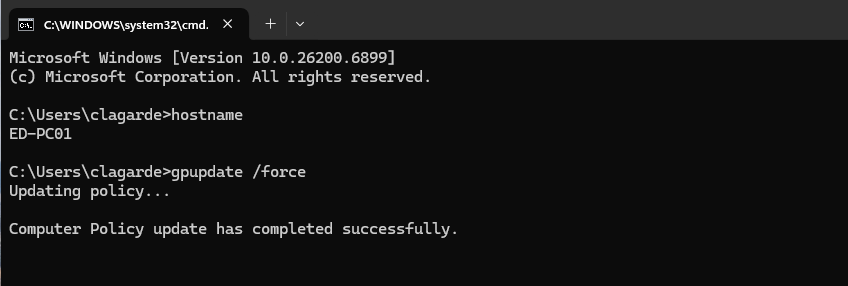 C:\WINDOWS\system32\cmd.
Microsoft Windows [Version 10.0.26200.6899]
(c) Microsoft Corporation. All rights reserved.
C:\Users\clagarde>hostname
ED-PC01
C:\Users\clagarde>gpupdate /force
Updating policy...
Computer Policy update has completed successfully.